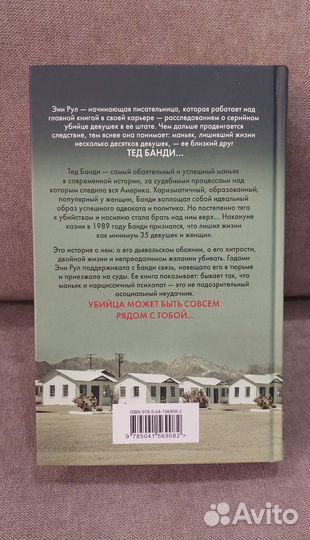 Энн Рул — начинающая писательница, которая работает над
главной книгой в своей карьере — расследованием о серийном
убийце девушек в ее штате. Чем дальше продвигается
следствие, тем яснее она понимает: маньяк, лишивший жизни
несколько десятков девушек, — ее близкий друг
ТЕД БАНДИ...
Тед Банди — самый обаятельный и успешный маньяк
в современной истории, за судебными процессами над
которым следила вся Америка. Харизматичный, образованный,
популярный у женщин, Банди воплощал собой идеальный
образ успешного адвоката и политика. Но постепенно тяга
к убийствам и насилию стала брать над ним верх... Накануне
казни в 1989 году Банди признался, что лишил жизни
как минимум 35 девушек и женщин.
Это история о нем: о его дьявольском обаянии, о его хитрости,
двойной жизни и непреодолимом желании убивать. Годами
Энн Рул поддерживала с Банди связь, навещала его в тюрьме
и приезжала на суды. Ее книга показывает: бывает так, что
маньяк и нарциссичный психопат — это не подозрительный
асоциальный неудачник.
УБИЙЦА МОЖЕТ БЫТЬ СОВСЕМ
РЯДОМ С ТОБОЙ...
ISBN 978-5-04-156908-2
9 785041 569082 >
Avito